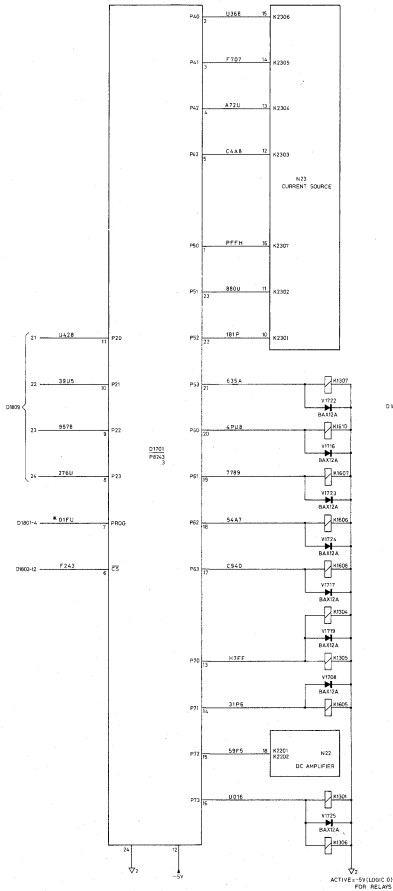 P40 2 U368 15 K2306
P41 3 F707 14 K2305
P42 4 A72U 13 K2304
P43 5 C4A8 12 K2303
N23
CURRENT SOURCE
P50 1 PFFH 16 K2307
P51 23 880U 11 K2302
21 U428 11 P20
P52 22 181P 10 K2301
22 39U5 10 P21
P53 21 635A K1307
V1722
BAX12A
D1809
23 9678 9 P22
P60 20 4PU8 K1610
V1716
BAX12A
D1701
P8243
3
24 276U 8 P23
P61 19 7789 K1607
V1723
BAX12A
D1801-4 *01FU 7 PROG
P62 18 54A7 K1606
V1724
BAX12A
D1803-12 F243 6 CS
P63 17 C940 K1608
V1717
BAX12A
K1304
V1719
BAX12A
P70 13 H7FF K1305
V1708
BAX12A
P71 14 31P6 K1605
P72 15 59F5 18 K2201
K2202
N22
DC AMPLIFIER
P73 16 U016 K1301
V1725
BAX12A
K1306
24 12
2 -5V
2
ACTIVE=-5V(LOGIC 0)
FOR RELAYS